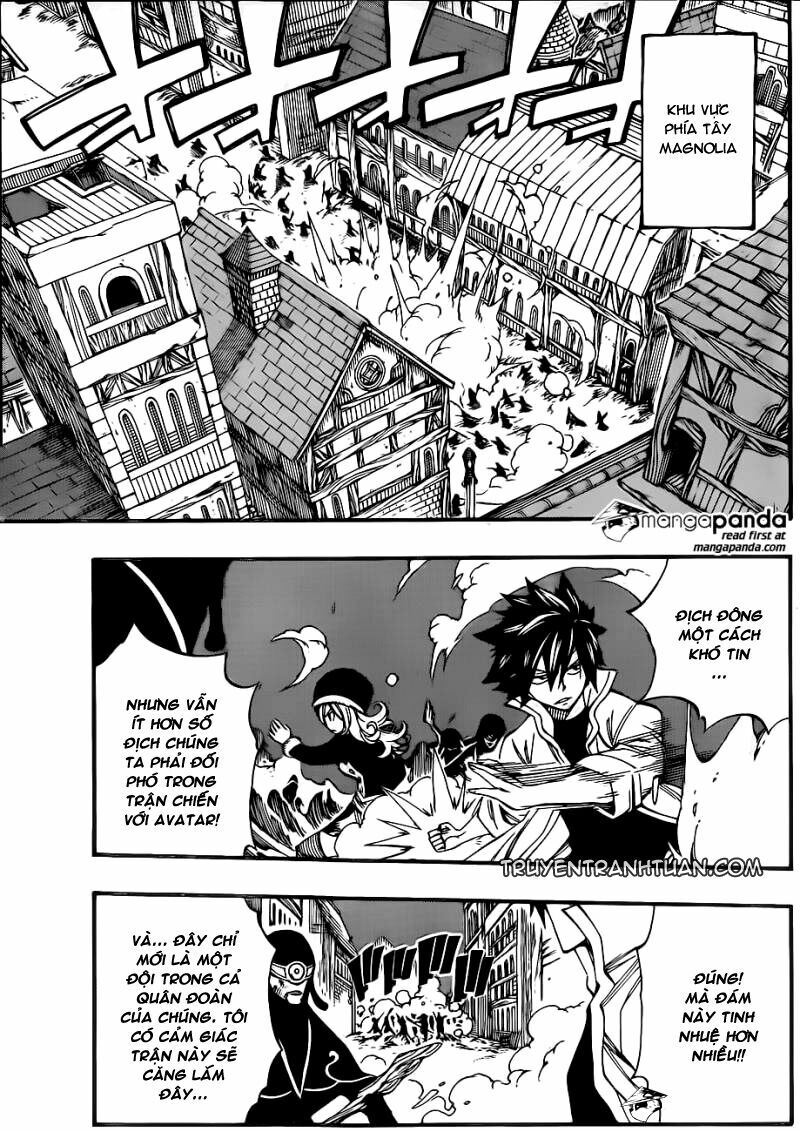 KHU VỰC
PHÍA TÂY
MAGNOLIA
mangapanda
read first at
mangapanda.com
ĐỊCH ĐÔNG
MỘT CÁCH
KHÓ TIN
...
NHƯNG VẪN
ÍT HƠN SỐ
ĐỊCH CHÚNG
TA PHẢI ĐỐI
PHÓ TRONG
TRẬN CHIẾN
VỚI AVATAR!
TRUYENTRANHTUAN.COM
ĐÚNG!
MÀ ĐÁM
NÀY TINH
NHUỆ HƠN
NHIỀU!!
VÀ... ĐÂY CHỈ
MỚI LÀ MỘT
ĐỘI TRONG CẢ
QUÂN ĐOÀN
CỦA CHÚNG. TÔI
CÓ CẢM GIÁC
TRẬN NÀY SẼ
CĂNG LẮM
ĐÂY...